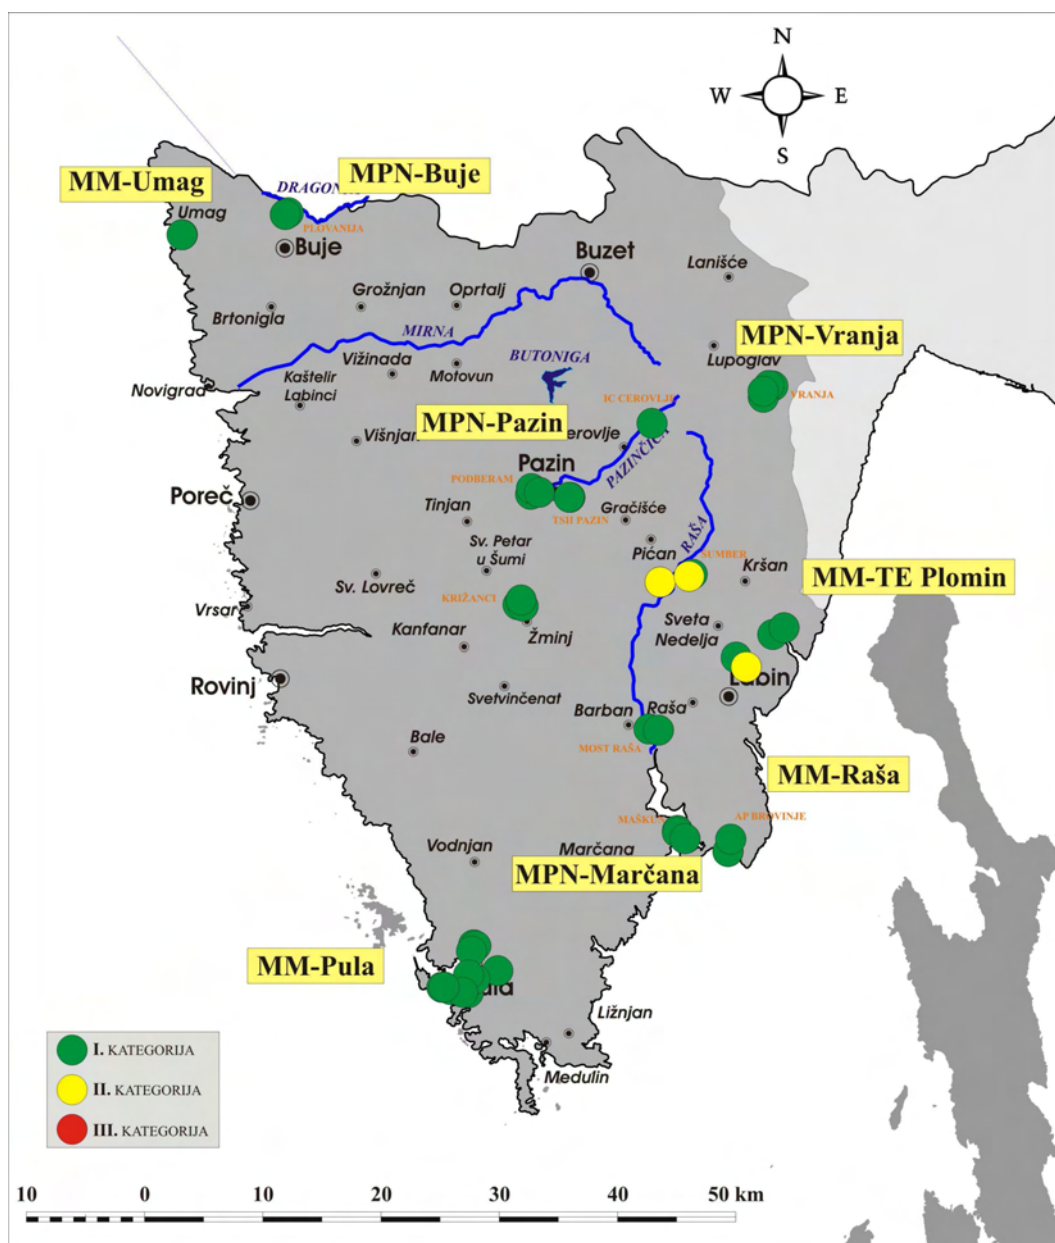 N
W
E
S
MM-Umag
MPN-Buje
Umag
PLOVANIJA
Buje
Buzet
Lanišće
Grožnjan
Oprtalj
Brtonigla
MIRNA
MPN-Vranja
Lupoglav
Vižinada
Motovun
BUTONIGA
Novigrad
Kaštelir
Labinci
IC CEROVLJE
VRANJA
MPN-Pazin
Višnjan
PAZINČICA
Pazin
PODBERAM
Poreč
Tinjan
TSH PAZIN
Gračišće
Sv. Petar
u Šumi
Pićan
RAŠA
ŠUMBER
Kršan
MM-TE Plomin
Sv. Lovreč
KRIŽANCI
Vrsar
Žminj
Sveta
Nedelja
Kanfanar
Rovinj
Svetvinčenat
Labin
Barban
Raša
Bale
MOST RAŠA
MM-Raša
AP BROVINJE
Vodnjan
Marčana
MPN-Marčana
MM-Pula
Ližnjan
Medulin
I. KATEGORIJA
II. KATEGORIJA
III. KATEGORIJA
10 0 10 20 30 40 50 km